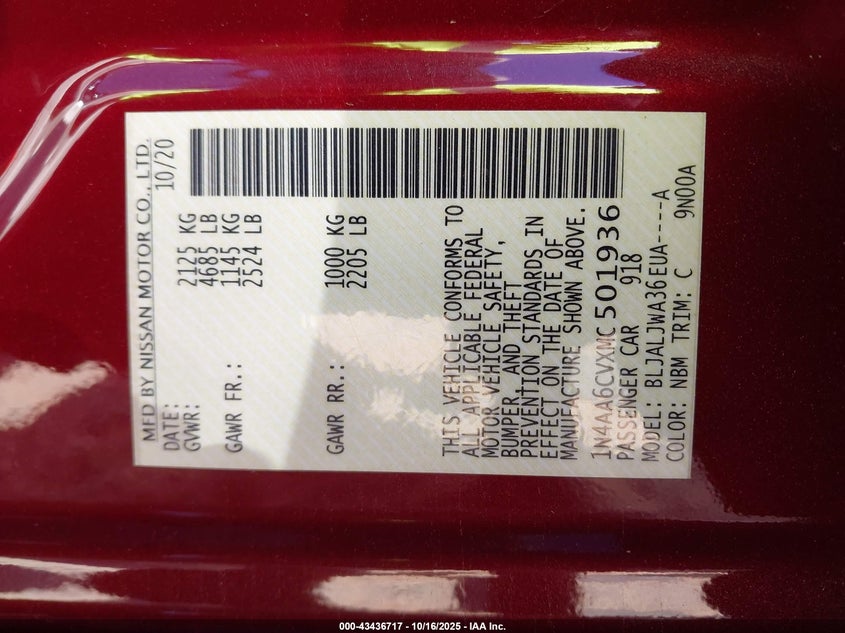 MFD BY NISSAN MOTOR CO., LTD.
DATE: 10/20
GVWR: 2125 KG
4685 LB
GAWR FR.: 1145 KG
2524 LB
GAWR RR.: 1000 KG
2205 LB
THIS VEHICLE CONFORMS TO
ALL APPLICABLE FEDERAL
MOTOR VEHICLE SAFETY,
BUMPER, AND THEFT
PREVENTION STANDARDS IN
EFFECT ON THE DATE OF
MANUFACTURE SHOWN ABOVE.
1N4AA6CVXMC501936
PASSENGER CAR 918
MODEL: BLJALJWA36EUA----A
COLOR: NBM TRIM: C 9N00A
000-43436717 - 10/16/2025 - IAA Inc.